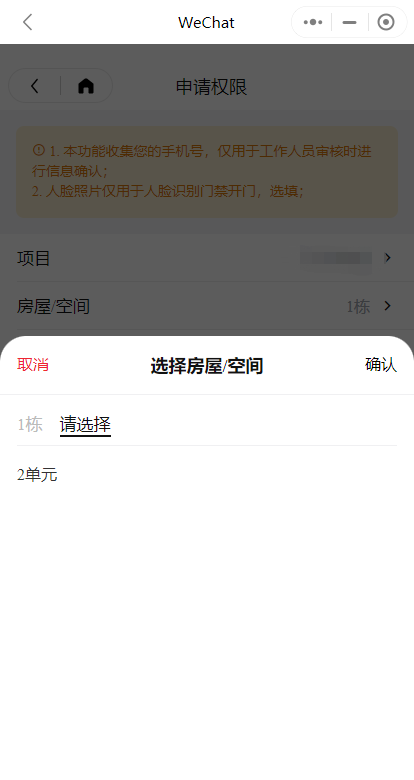 WeChat
申请权限
1. 本功能收集您的手机号，仅用于工作人员审核时进
行信息确认；
2. 人脸照片仅用于人脸识别门禁开门，选填；
项目
房屋/空间 1栋
取消 选择房屋/空间 确认
1栋 请选择
2单元